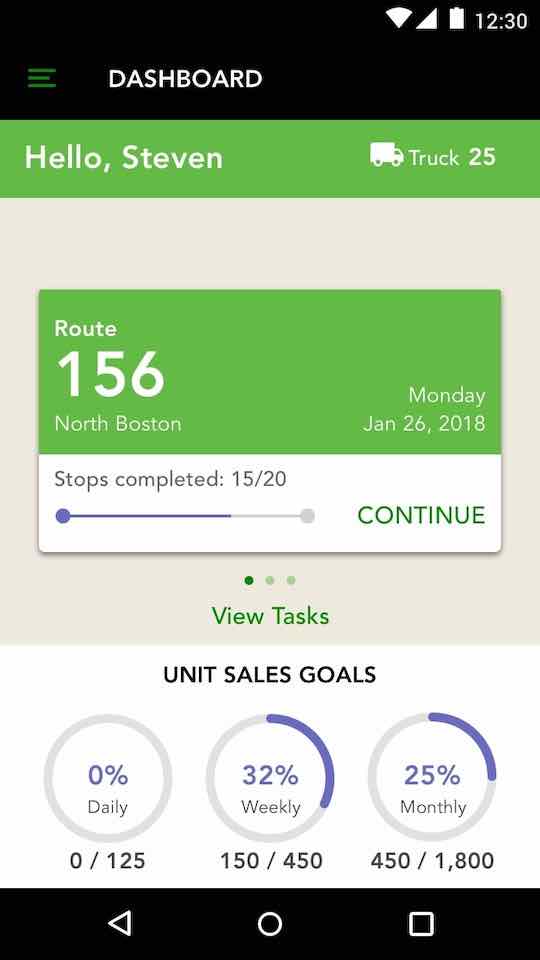 12:30
DASHBOARD
Hello, Steven
Truck 25
Route
156
North Boston
Monday
Jan 26, 2018
Stops completed: 15/20
CONTINUE
View Tasks
UNIT SALES GOALS
0%
Daily
0 / 125
32%
Weekly
150 / 450
25%
Monthly
450 / 1,800